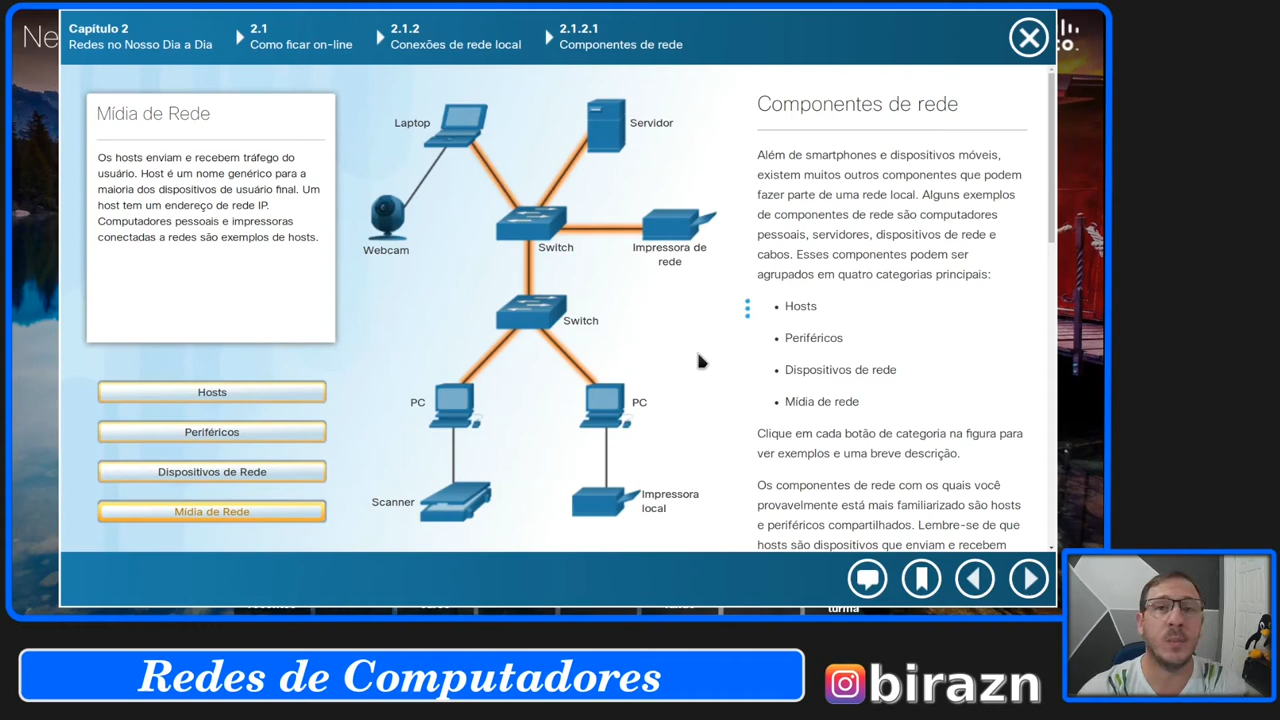 Ne
Capítulo 2
Redes no Nosso Dia a Dia
2.1
Como ficar on-line
2.1.2
Conexões de rede local
2.1.2.1
Componentes de rede
co.
Mídia de Rede
Os hosts enviam e recebem tráfego do
usuário. Host é um nome genérico para a
maioria dos dispositivos de usuário final. Um
host tem um endereço de rede IP.
Computadores pessoais e impressoras
conectadas a redes são exemplos de hosts.
Hosts
Periféricos
Dispositivos de Rede
Mídia de Rede
Laptop
Servidor
Webcam
Switch
Impressora de
rede
Switch
PC
PC
Scanner
Impressora
local
Componentes de rede
Além de smartphones e dispositivos móveis,
existem muitos outros componentes que podem
fazer parte de uma rede local. Alguns exemplos
de componentes de rede são computadores
pessoais, servidores, dispositivos de rede e
cabos. Esses componentes podem ser
agrupados em quatro categorias principais:
• Hosts
• Periféricos
• Dispositivos de rede
• Mídia de rede
Clique em cada botão de categoria na figura para
ver exemplos e uma breve descrição.
Os componentes de rede com os quais você
provavelmente está mais familiarizado são hosts
e periféricos compartilhados. Lembre-se de que
hosts são dispositivos que enviam e recebem
turma
Redes de Computadores
birazn